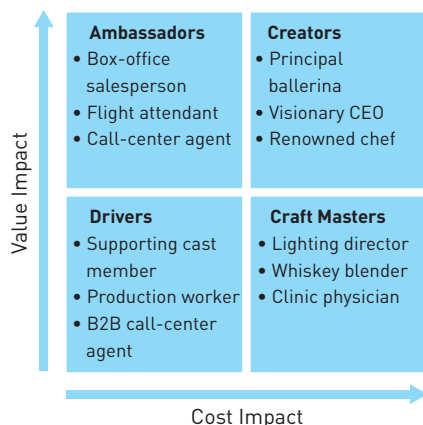 Value Impact
Ambassadors
• Box-office
salesperson
• Flight attendant
• Call-center agent
Creators
• Principal
ballerina
• Visionary CEO
• Renowned chef
Drivers
• Supporting cast
member
• Production worker
• B2B call-center
agent
Craft Masters
• Lighting director
• Whiskey blender
• Clinic physician
Cost Impact